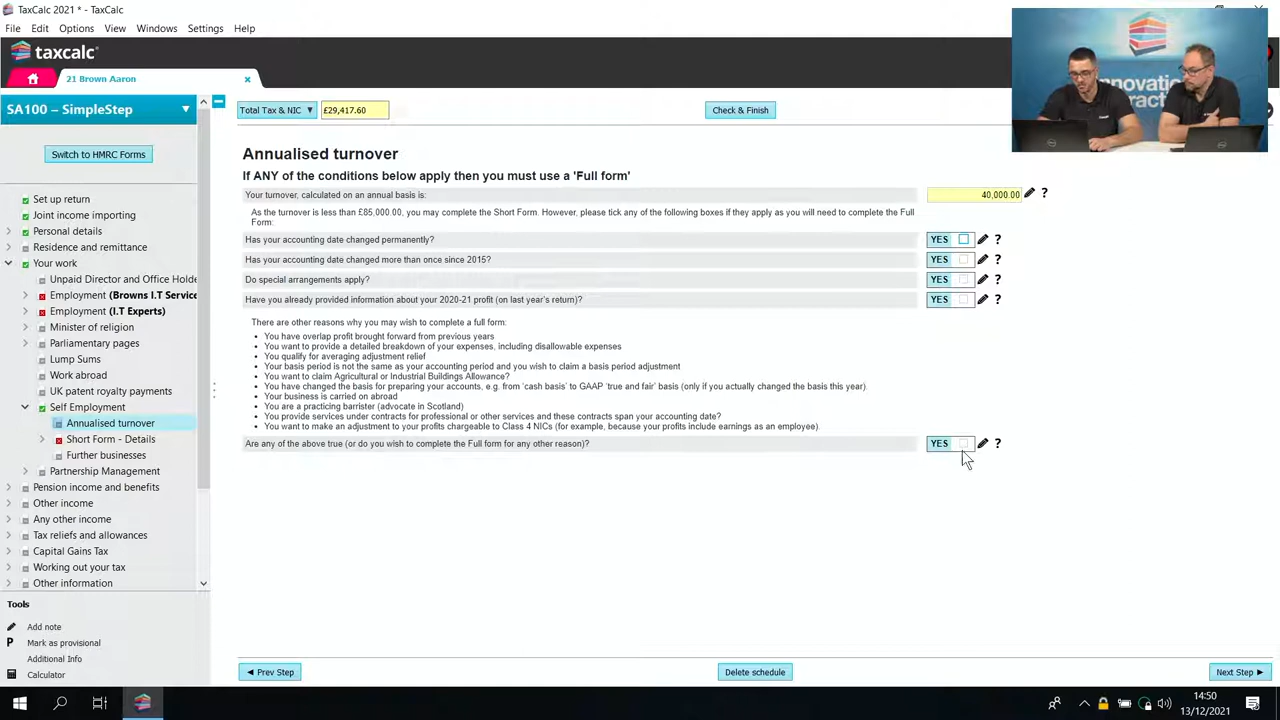 TaxCalc 2021 * - TaxCalc
File Edit Options View Windows Settings Help
taxcalc
21 Brown Aaron
SA100 – SimpleStep
Switch to HMRC Forms
Set up return
Joint income importing
Personal details
Residence and remittance
Your work
Unpaid Director and Office Holde
Employment (Browns I.T Service
Employment (I.T Experts)
Minister of religion
Parliamentary pages
Lump Sums
Work abroad
UK patent royalty payments
Self Employment
Annualised turnover
Short Form - Details
Further businesses
Partnership Management
Pension income and benefits
Other income
Any other income
Tax reliefs and allowances
Capital Gains Tax
Working out your tax
Other information
Tools
Add note
P Mark as provisional
Additional Info
Calculator
Total Tax & NIC £29,417.60 Check & Finish
Annualised turnover
If ANY of the conditions below apply then you must use a 'Full form'
Your turnover, calculated on an annual basis is: 40,000.00 ?
As the turnover is less than £85,000.00, you may complete the Short Form. However, please tick any of the following boxes if they apply as you will need to complete the Full
Form:
Has your accounting date changed permanently? YES ?
Has your accounting date changed more than once since 2015? YES ?
Do special arrangements apply? YES ?
Have you already provided information about your 2020-21 profit (on last year's return)? YES ?
There are other reasons why you may wish to complete a full form:
• You have overlap profit brought forward from previous years
• You want to provide a detailed breakdown of your expenses, including disallowable expenses
• You qualify for averaging adjustment relief
• Your basis period is not the same as your accounting period and you wish to claim a basis period adjustment
• You want to claim Agricultural or Industrial Buildings Allowance?
• You have changed the basis for preparing your accounts, e.g. from 'cash basis' to GAAP 'true and fair' basis (only if you actually changed the basis this year).
• Your business is carried on abroad
• You are a practicing barrister (advocate in Scotland)
• You provide services under contracts for professional or other services and these contracts span your accounting date?
• You want to make an adjustment to your profits chargeable to Class 4 NICs (for example, because your profits include earnings as an employee).
Are any of the above true (or do you wish to complete the Full form for any other reason)? YES ?
Prev Step Delete schedule Next Step
14:50
13/12/2021